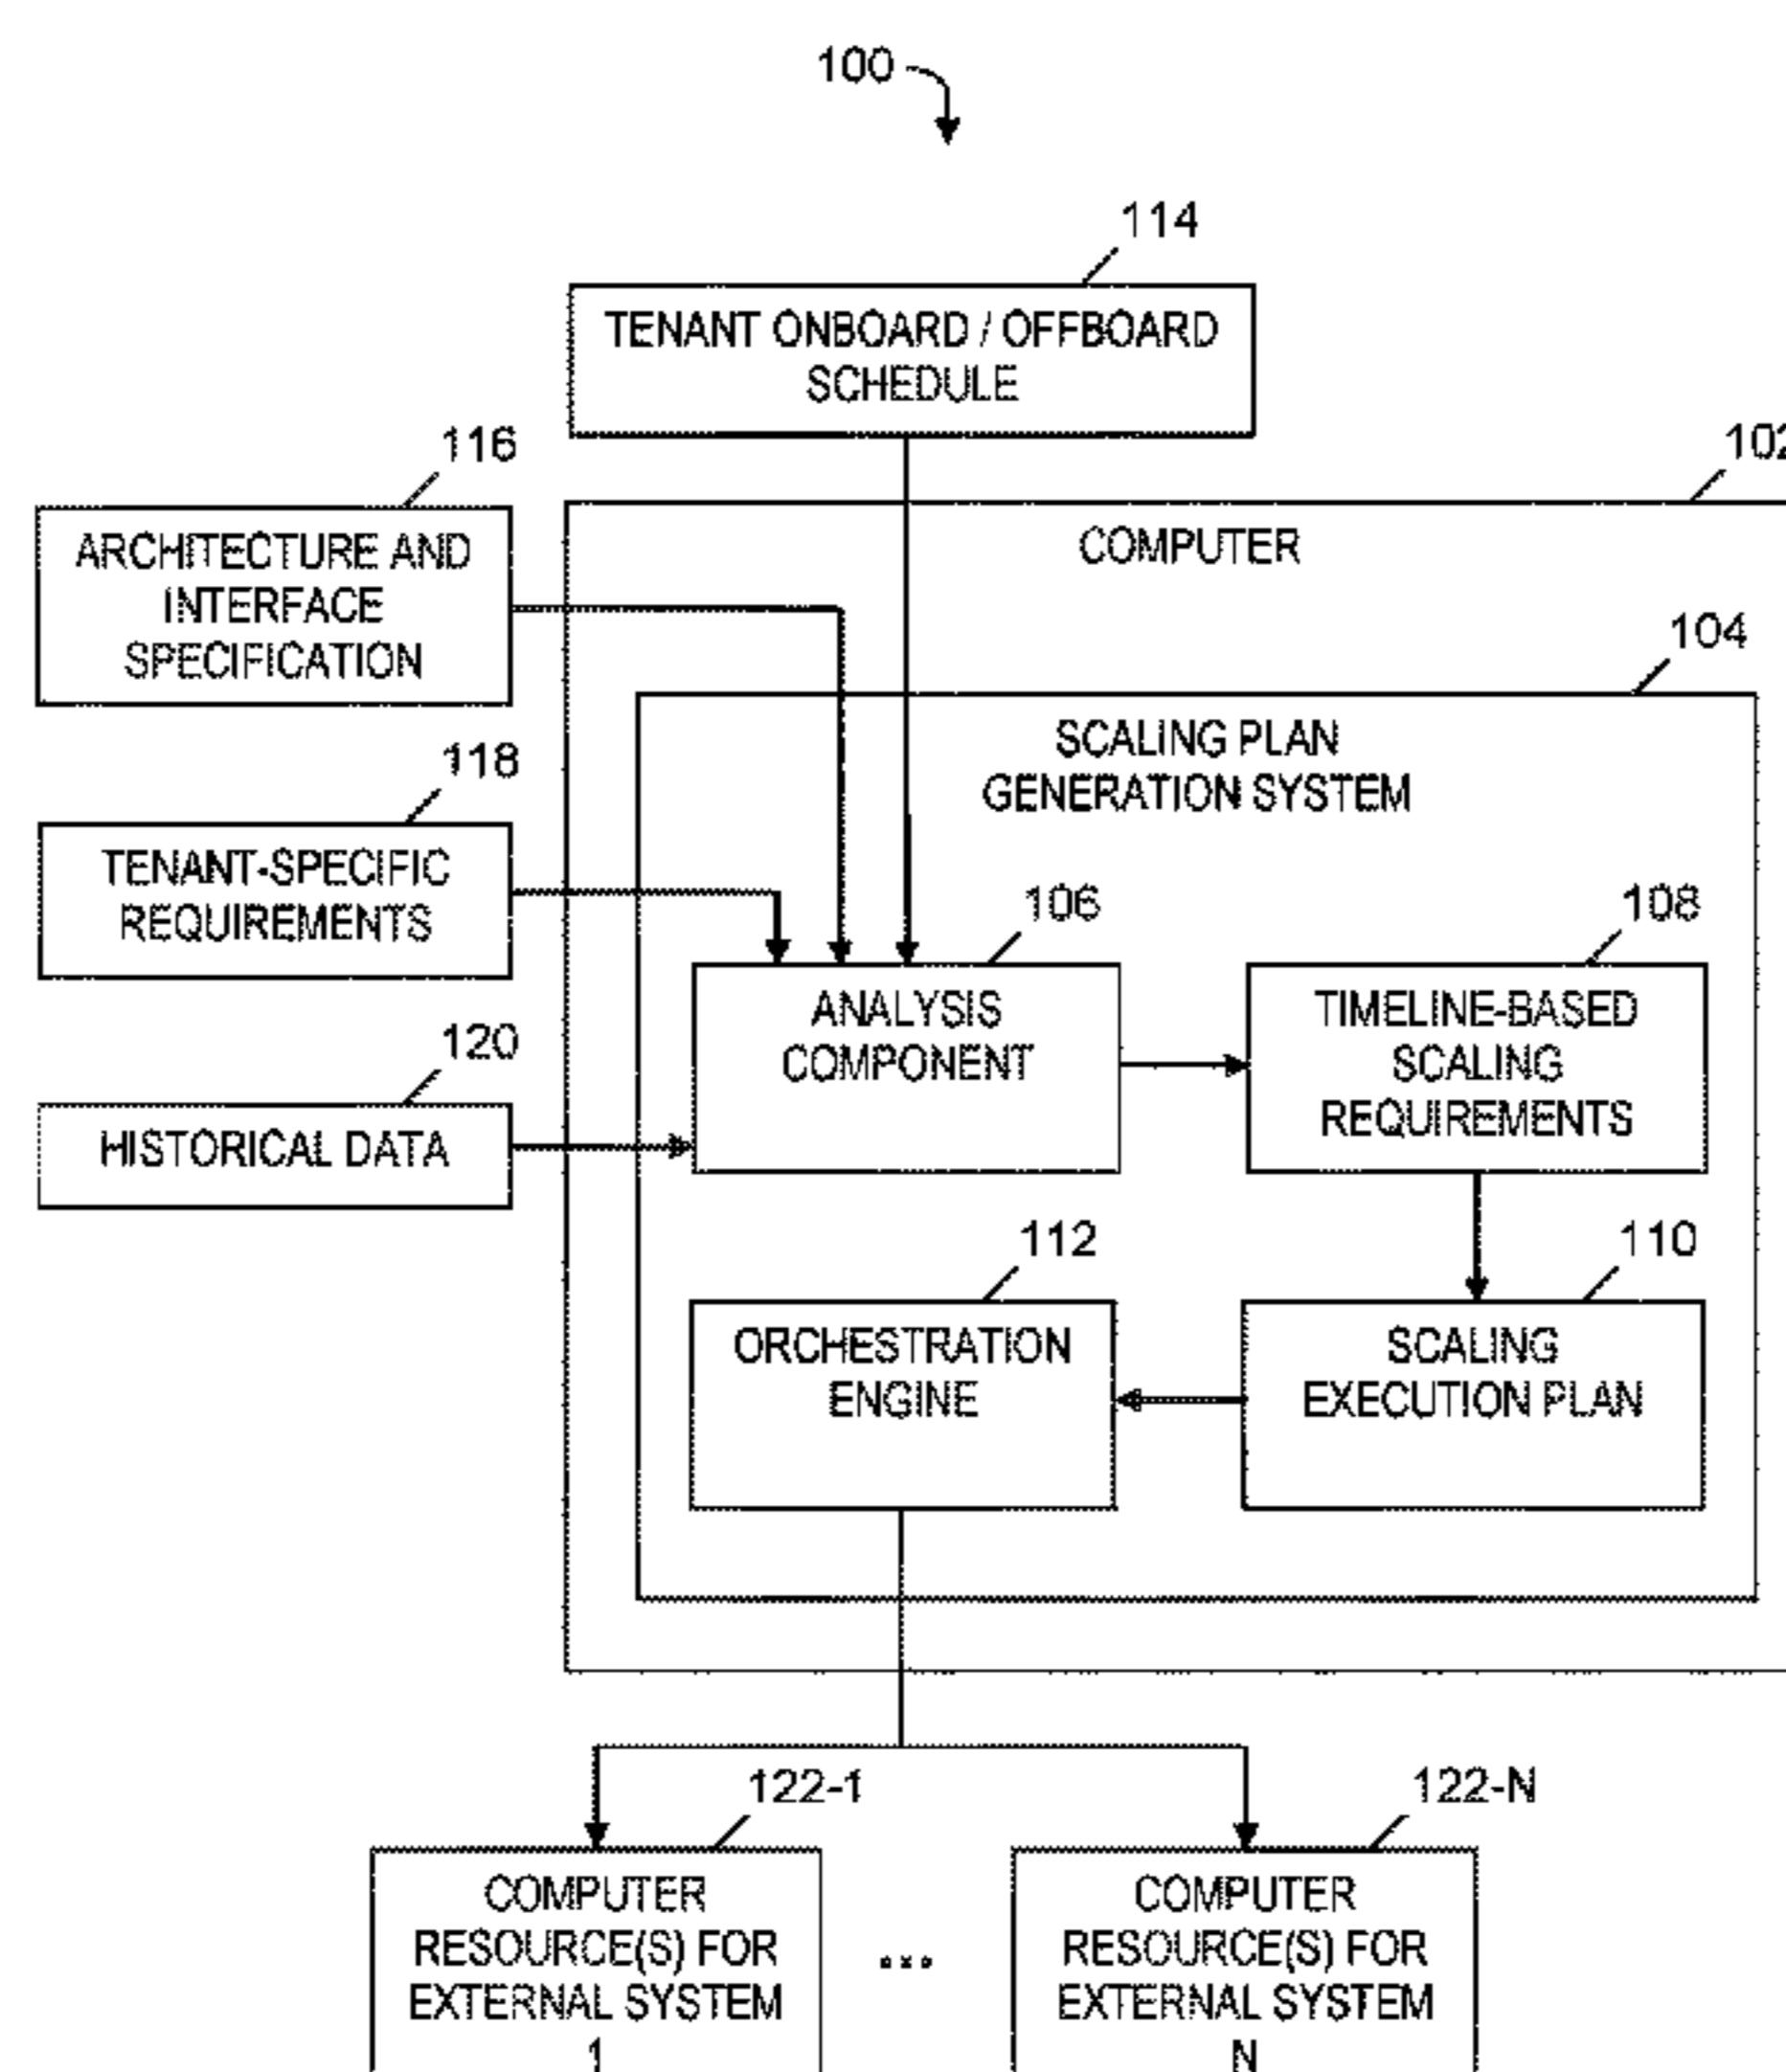 100
114
TENANT ONBOARD / OFFBOARD
SCHEDULE
116
ARCHITECTURE AND
INTERFACE
SPECIFICATION
102
COMPUTER
104
SCALING PLAN
GENERATION SYSTEM
118
TENANT-SPECIFIC
REQUIREMENTS
106
ANALYSIS
COMPONENT
108
TIMELINE-BASED
SCALING
REQUIREMENTS
120
HISTORICAL DATA
112
ORCHESTRATION
ENGINE
110
SCALING
EXECUTION PLAN
122-1
COMPUTER
RESOURCE(S) FOR
EXTERNAL SYSTEM
1
...
122-N
COMPUTER
RESOURCE(S) FOR
EXTERNAL SYSTEM
N